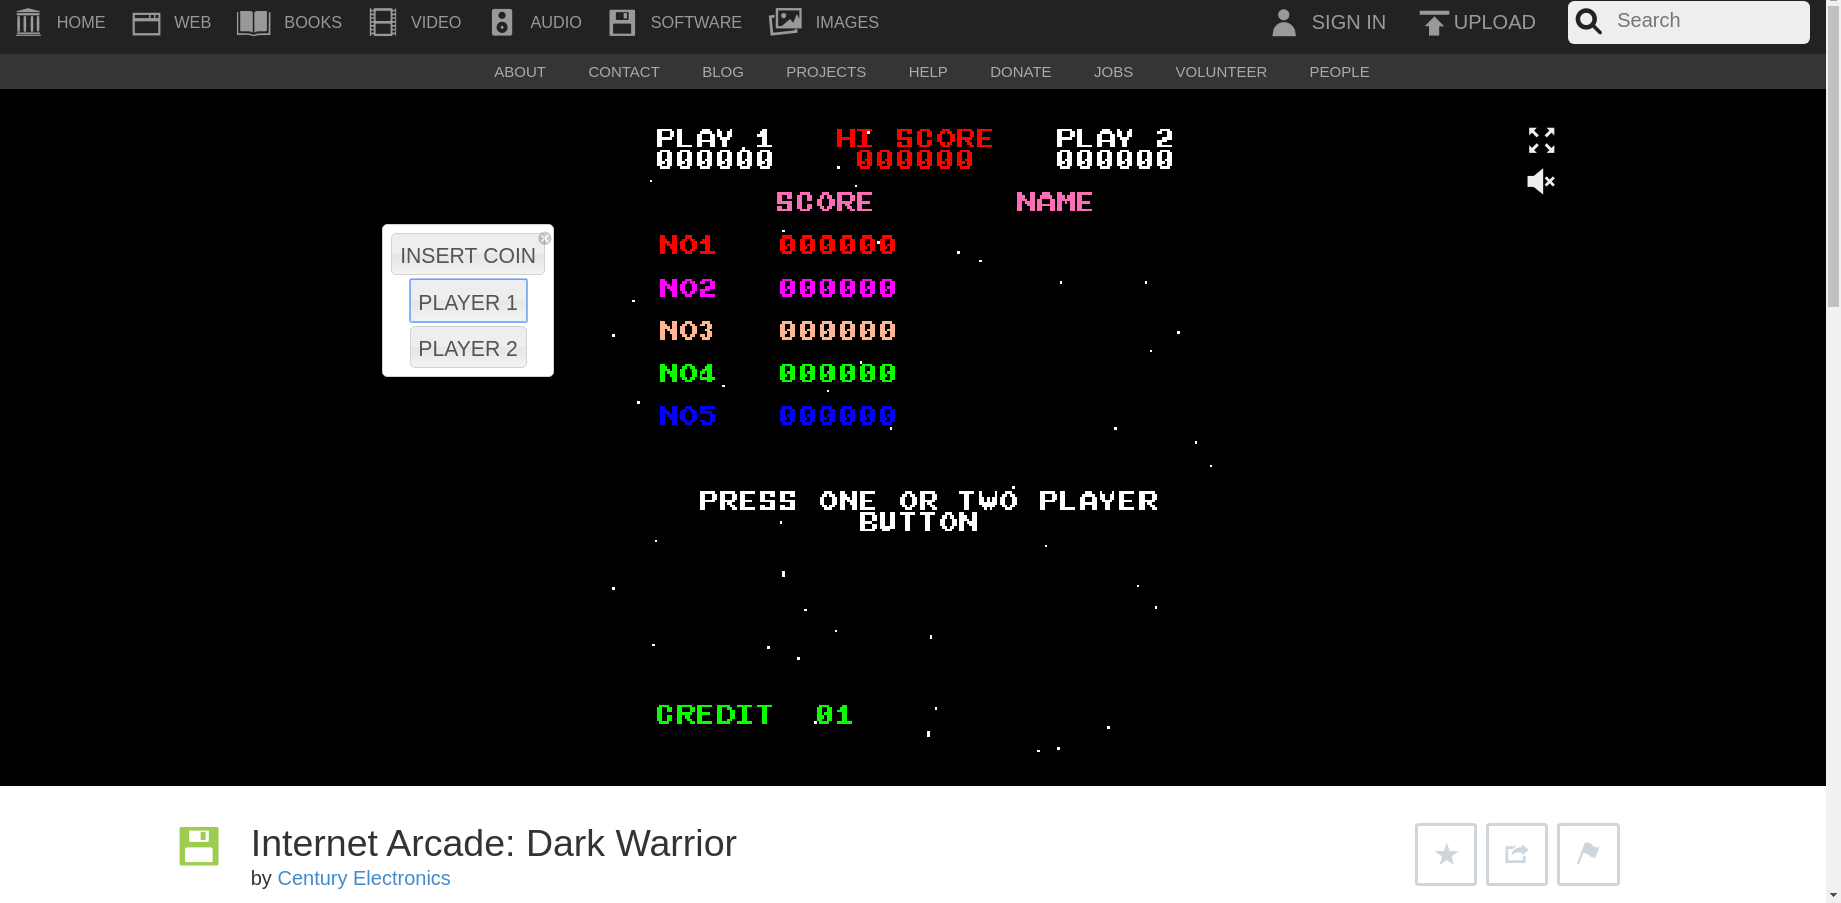 HOME WEB BOOKS VIDEO AUDIO SOFTWARE IMAGES SIGN IN UPLOAD Search
ABOUT CONTACT BLOG PROJECTS HELP DONATE JOBS VOLUNTEER PEOPLE
PLAY 1 HI SCORE PLAY 2
000000 000000 000000
SCORE NAME
INSERT COIN
PLAYER 1
PLAYER 2
NO1 000000
NO2 000000
NO3 000000
NO4 000000
NO5 000000
PRESS ONE OR TWO PLAYER
BUTTON
CREDIT 01
Internet Arcade: Dark Warrior
by Century Electronics